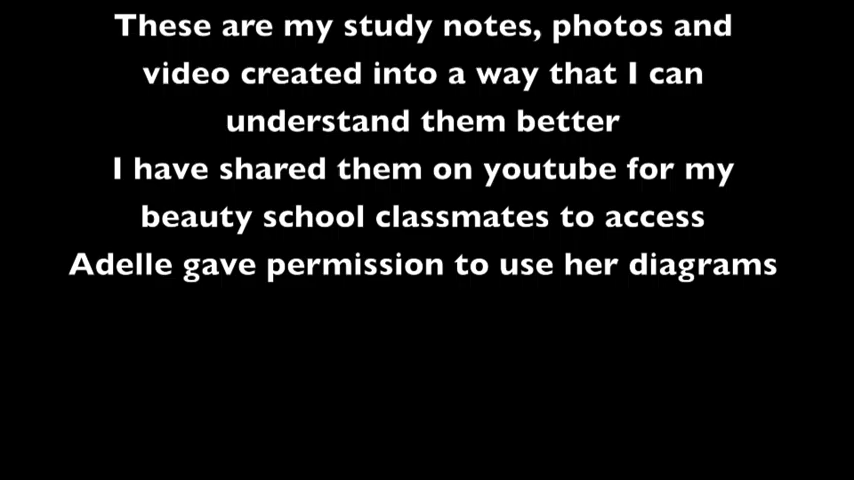 These are my study notes, photos and
video created into a way that I can
understand them better
I have shared them on youtube for my
beauty school classmates to access
Adelle gave permission to use her diagrams